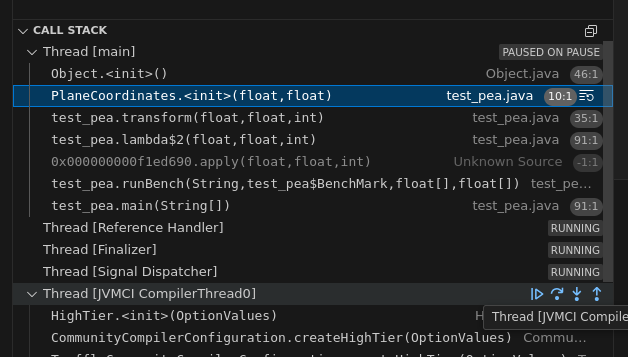 CALL STACK
Thread [main] PAUSED ON PAUSE
Object.<init>() Object.java 46:1
PlaneCoordinates.<init>(float,float) test_pea.java 10:1
test_pea.transform(float,float,int) test_pea.java 35:1
test_pea.lambda$2(float,float,int) test_pea.java 91:1
0x000000000f1ed690.apply(float,float,int) Unknown Source -1:1
test_pea.runBench(String,test_pea$BenchMark,float[],float[]) test_pe...
test_pea.main(String[]) test_pea.java 91:1
Thread [Reference Handler] RUNNING
Thread [Finalizer] RUNNING
Thread [Signal Dispatcher] RUNNING
Thread [JVMCI CompilerThread0]
HighTier.<init>(OptionValues) H
Thread [JVMCI Compile
CommunityCompilerConfiguration.createHighTier(OptionValues) Commu...